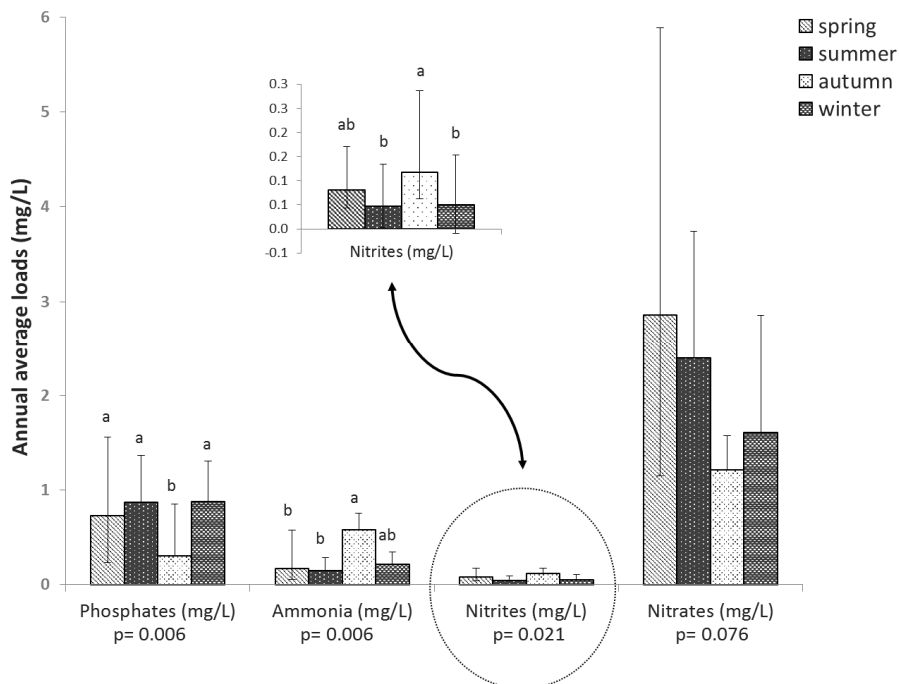 Annual average loads (mg/L)
6
5
4
3
2
1
0
spring
summer
autumn
winter
0.3
0.3
0.2
0.2
0.1
0.1
0.0
-0.1
ab
b
a
b
Nitrites (mg/L)
a
a
b
a
b
b
a
ab
Phosphates (mg/L)
p= 0.006
Ammonia (mg/L)
p= 0.006
Nitrites (mg/L)
p= 0.021
Nitrates (mg/L)
p= 0.076